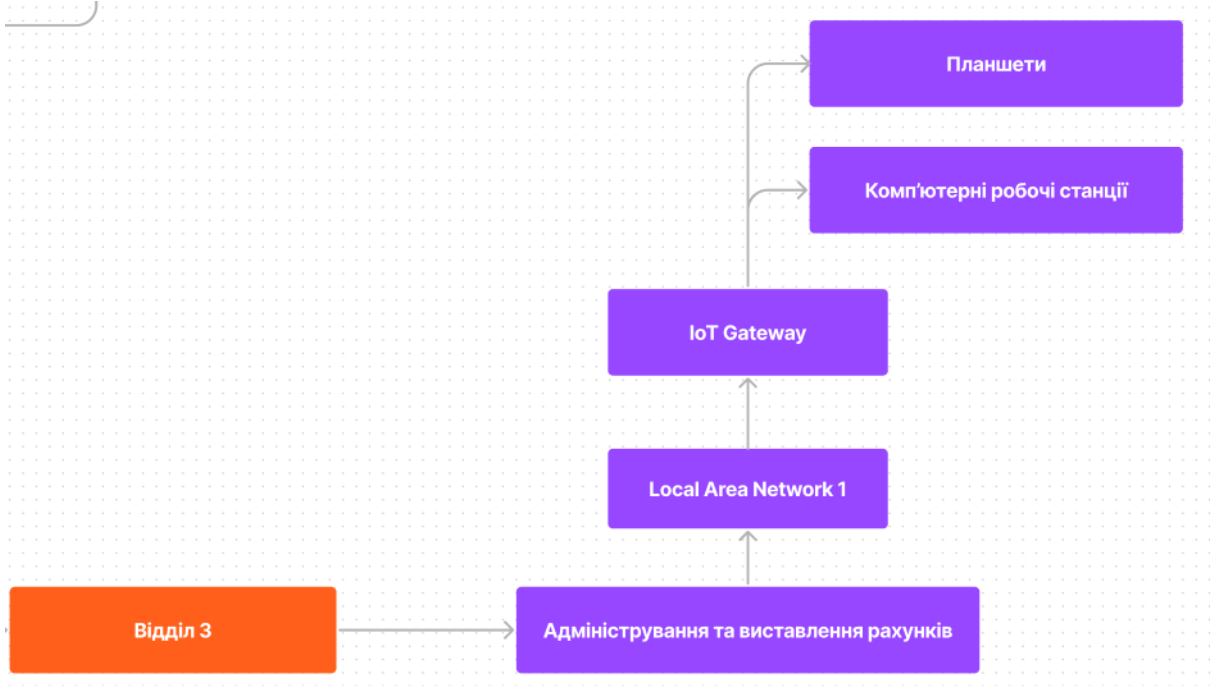 Планшети
Комп’ютерні робочі станції
IoT Gateway
Local Area Network 1
Відділ 3
Адміністрування та виставлення рахунків